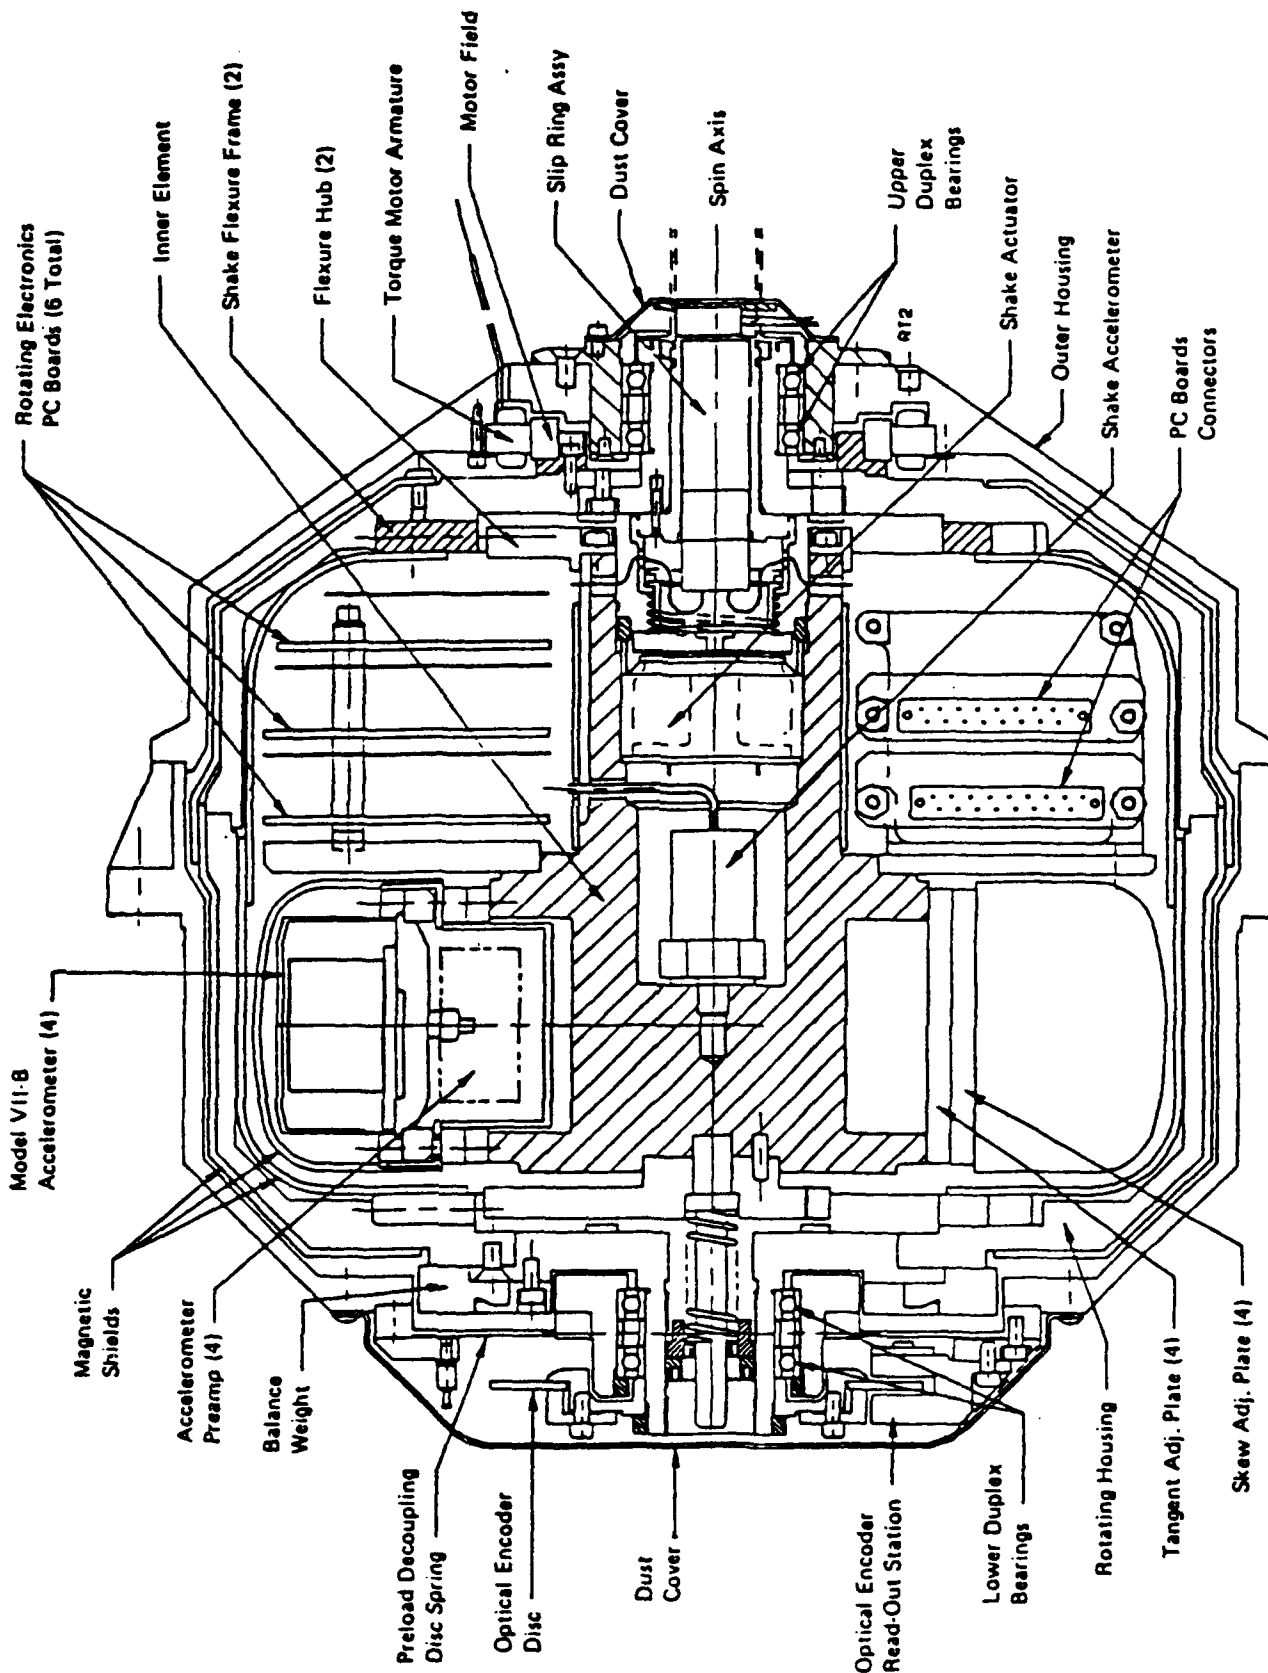 Model VII-B
Accelerometer (4)
Magnetic
Shields
Accelerometer
Preamp (4)
Balance
Weight
Preload Decoupling
Disc Spring
Optical Encoder
Disc
Dust
Cover
Optical Encoder
Read-Out Station
Lower Duplex
Bearings
Rotating Housing
Tangent Adj. Plate (4)
Skew Adj. Plate (4)
Rotating Electronics
PC Boards (6 Total)
Inner Element
Shake Flexure Frame (2)
Flexure Hub (2)
Torque Motor Armature
Motor Field
Slip Ring Assy
Dust Cover
Spin Axis
Upper
Duplex
Bearings
RT2
Shake Actuator
Outer Housing
Shake Accelerometer
PC Boards
Connectors